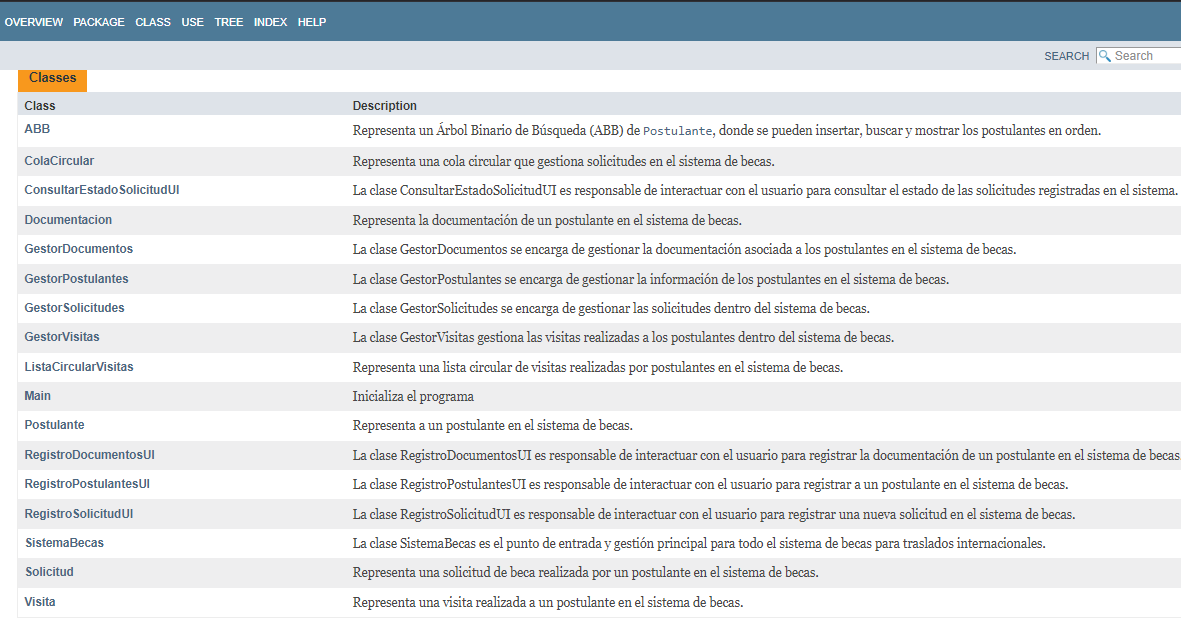 OVERVIEW PACKAGE CLASS USE TREE INDEX HELP
SEARCH Search
Classes
Class Description
ABB Representa un Árbol Binario de Búsqueda (ABB) de Postulante, donde se pueden insertar, buscar y mostrar los postulantes en orden.
ColaCircular Representa una cola circular que gestiona solicitudes en el sistema de becas.
ConsultarEstadoSolicitudUI La clase ConsultarEstadoSolicitudUI es responsable de interactuar con el usuario para consultar el estado de las solicitudes registradas en el sistema.
Documentacion Representa la documentación de un postulante en el sistema de becas.
GestorDocumentos La clase GestorDocumentos se encarga de gestionar la documentación asociada a los postulantes en el sistema de becas.
GestorPostulantes La clase GestorPostulantes se encarga de gestionar la información de los postulantes en el sistema de becas.
GestorSolicitudes La clase GestorSolicitudes se encarga de gestionar las solicitudes dentro del sistema de becas.
GestorVisitas La clase GestorVisitas gestiona las visitas realizadas a los postulantes dentro del sistema de becas.
ListaCircularVisitas Representa una lista circular de visitas realizadas por postulantes en el sistema de becas.
Main Inicializa el programa
Postulante Representa a un postulante en el sistema de becas.
RegistroDocumentosUI La clase RegistroDocumentosUI es responsable de interactuar con el usuario para registrar la documentación de un postulante en el sistema de becas
RegistroPostulantesUI La clase RegistroPostulantesUI es responsable de interactuar con el usuario para registrar a un postulante en el sistema de becas.
RegistroSolicitudUI La clase RegistroSolicitudUI es responsable de interactuar con el usuario para registrar una nueva solicitud en el sistema de becas.
SistemaBecas La clase SistemaBecas es el punto de entrada y gestión principal para todo el sistema de becas para traslados internacionales.
Solicitud Representa una solicitud de beca realizada por un postulante en el sistema de becas.
Visita Representa una visita realizada a un postulante en el sistema de becas.